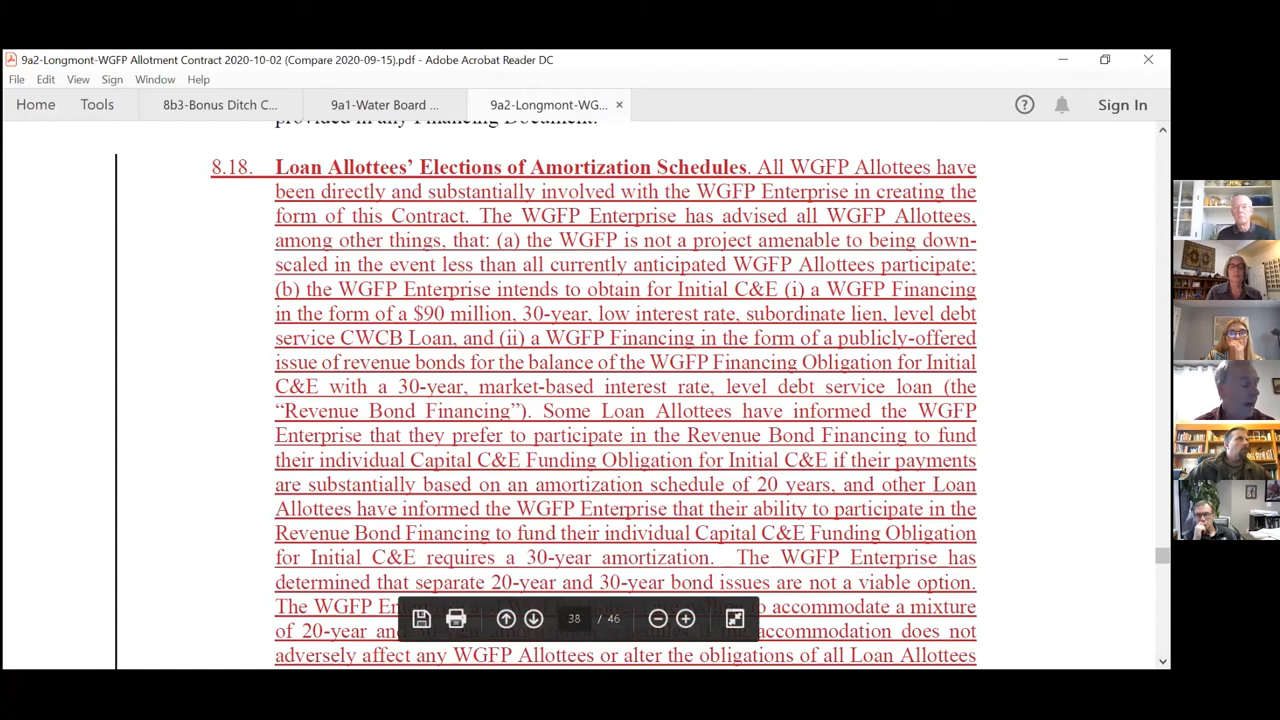 9a2-Longmont-WGFP Allotment Contract 2020-10-02 (Compare 2020-09-15).pdf - Adobe Acrobat Reader DC
File Edit View Sign Window Help
Home Tools 8b3-Bonus Ditch C... 9a1-Water Board ... 9a2-Longmont-WG... × Sign In
provided in any Financing Document.
8.18. Loan Allottees' Elections of Amortization Schedules. All WGFP Allottees have
been directly and substantially involved with the WGFP Enterprise in creating the
form of this Contract. The WGFP Enterprise has advised all WGFP Allottees,
among other things, that: (a) the WGFP is not a project amenable to being down-
scaled in the event less than all currently anticipated WGFP Allottees participate;
(b) the WGFP Enterprise intends to obtain for Initial C&E (i) a WGFP Financing
in the form of a $90 million, 30-year, low interest rate, subordinate lien, level debt
service CWCB Loan, and (ii) a WGFP Financing in the form of a publicly-offered
issue of revenue bonds for the balance of the WGFP Financing Obligation for Initial
C&E with a 30-year, market-based interest rate, level debt service loan (the
“Revenue Bond Financing”). Some Loan Allottees have informed the WGFP
Enterprise that they prefer to participate in the Revenue Bond Financing to fund
their individual Capital C&E Funding Obligation for Initial C&E if their payments
are substantially based on an amortization schedule of 20 years, and other Loan
Allottees have informed the WGFP Enterprise that their ability to participate in the
Revenue Bond Financing to fund their individual Capital C&E Funding Obligation
for Initial C&E requires a 30-year amortization. The WGFP Enterprise has
determined that separate 20-year and 30-year bond issues are not a viable option.
The WGFP to accommodate a mixture
of 20-year accommodation does not
38 / 46
adversely affect any WGFP Allottees or alter the obligations of all Loan Allottees